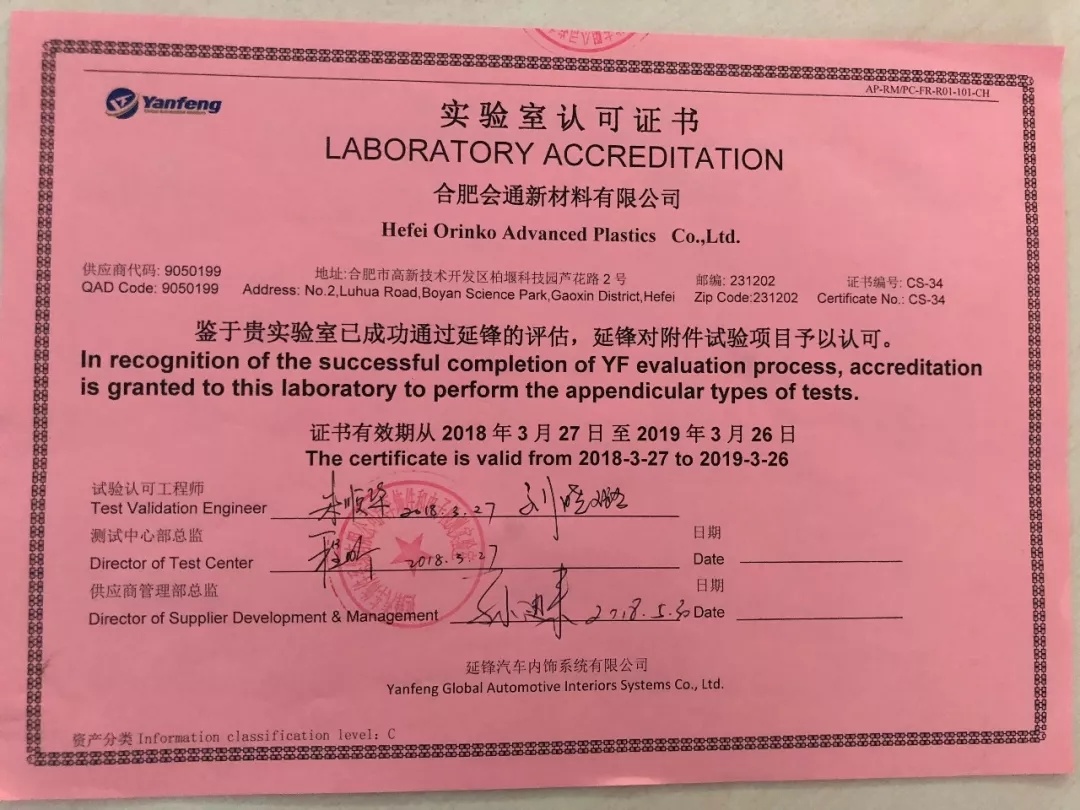 AP-RM/PC-FR-R01-101-CH
Yanfeng
实验室认可证书
LABORATORY ACCREDITATION
合肥会通新材料有限公司
Hefei Orinko Advanced Plastics Co.,Ltd.
供应商代码: 9050199 地址:合肥市高新技术开发区柏堰科技园芦花路 2 号 邮编: 231202 证书编号: CS-34
QAD Code: 9050199 Address: No.2,Luhua Road,Boyan Science Park,Gaoxin District,Hefei Zip Code:231202 Certificate No.: CS-34
鉴于贵实验室已成功通过延锋的评估，延锋对附件试验项目予以认可。
In recognition of the successful completion of YF evaluation process, accreditation
is granted to this laboratory to perform the appendicular types of tests.
证书有效期从 2018 年 3 月 27 日 至 2019 年 3 月 26 日
The certificate is valid from 2018-3-27 to 2019-3-26
试验认可工程师
Test Validation Engineer 2018.3.27
测试中心部总监 日期
Director of Test Center 2018.3.27 Date
供应商管理部总监 日期
Director of Supplier Development & Management 2018.5.30 Date
延锋汽车内饰系统有限公司
Yanfeng Global Automotive Interiors Systems Co., Ltd.
资产分类 Information classification level: C